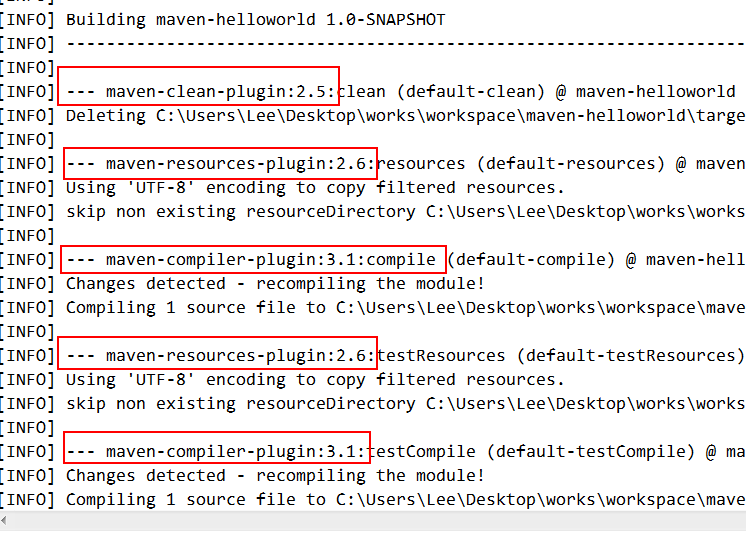 [INFO] Building maven-helloworld 1.0-SNAPSHOT
[INFO] ----------------------------------------------------------------------
[INFO]
[INFO] --- maven-clean-plugin:2.5:clean (default-clean) @ maven-helloworld
[INFO] Deleting C:\Users\Lee\Desktop\works\workspace\maven-helloworld\targe
[INFO]
[INFO] --- maven-resources-plugin:2.6:resources (default-resources) @ maven
[INFO] Using 'UTF-8' encoding to copy filtered resources.
[INFO] skip non existing resourceDirectory C:\Users\Lee\Desktop\works\works
[INFO]
[INFO] --- maven-compiler-plugin:3.1:compile (default-compile) @ maven-hell
[INFO] Changes detected - recompiling the module!
[INFO] Compiling 1 source file to C:\Users\Lee\Desktop\works\workspace\mave
[INFO]
[INFO] --- maven-resources-plugin:2.6:testResources (default-testResources)
[INFO] Using 'UTF-8' encoding to copy filtered resources.
[INFO] skip non existing resourceDirectory C:\Users\Lee\Desktop\works\works
[INFO]
[INFO] --- maven-compiler-plugin:3.1:testCompile (default-testCompile) @ ma
[INFO] Changes detected - recompiling the module!
[INFO] Compiling 1 source file to C:\Users\Lee\Desktop\works\workspace\mave